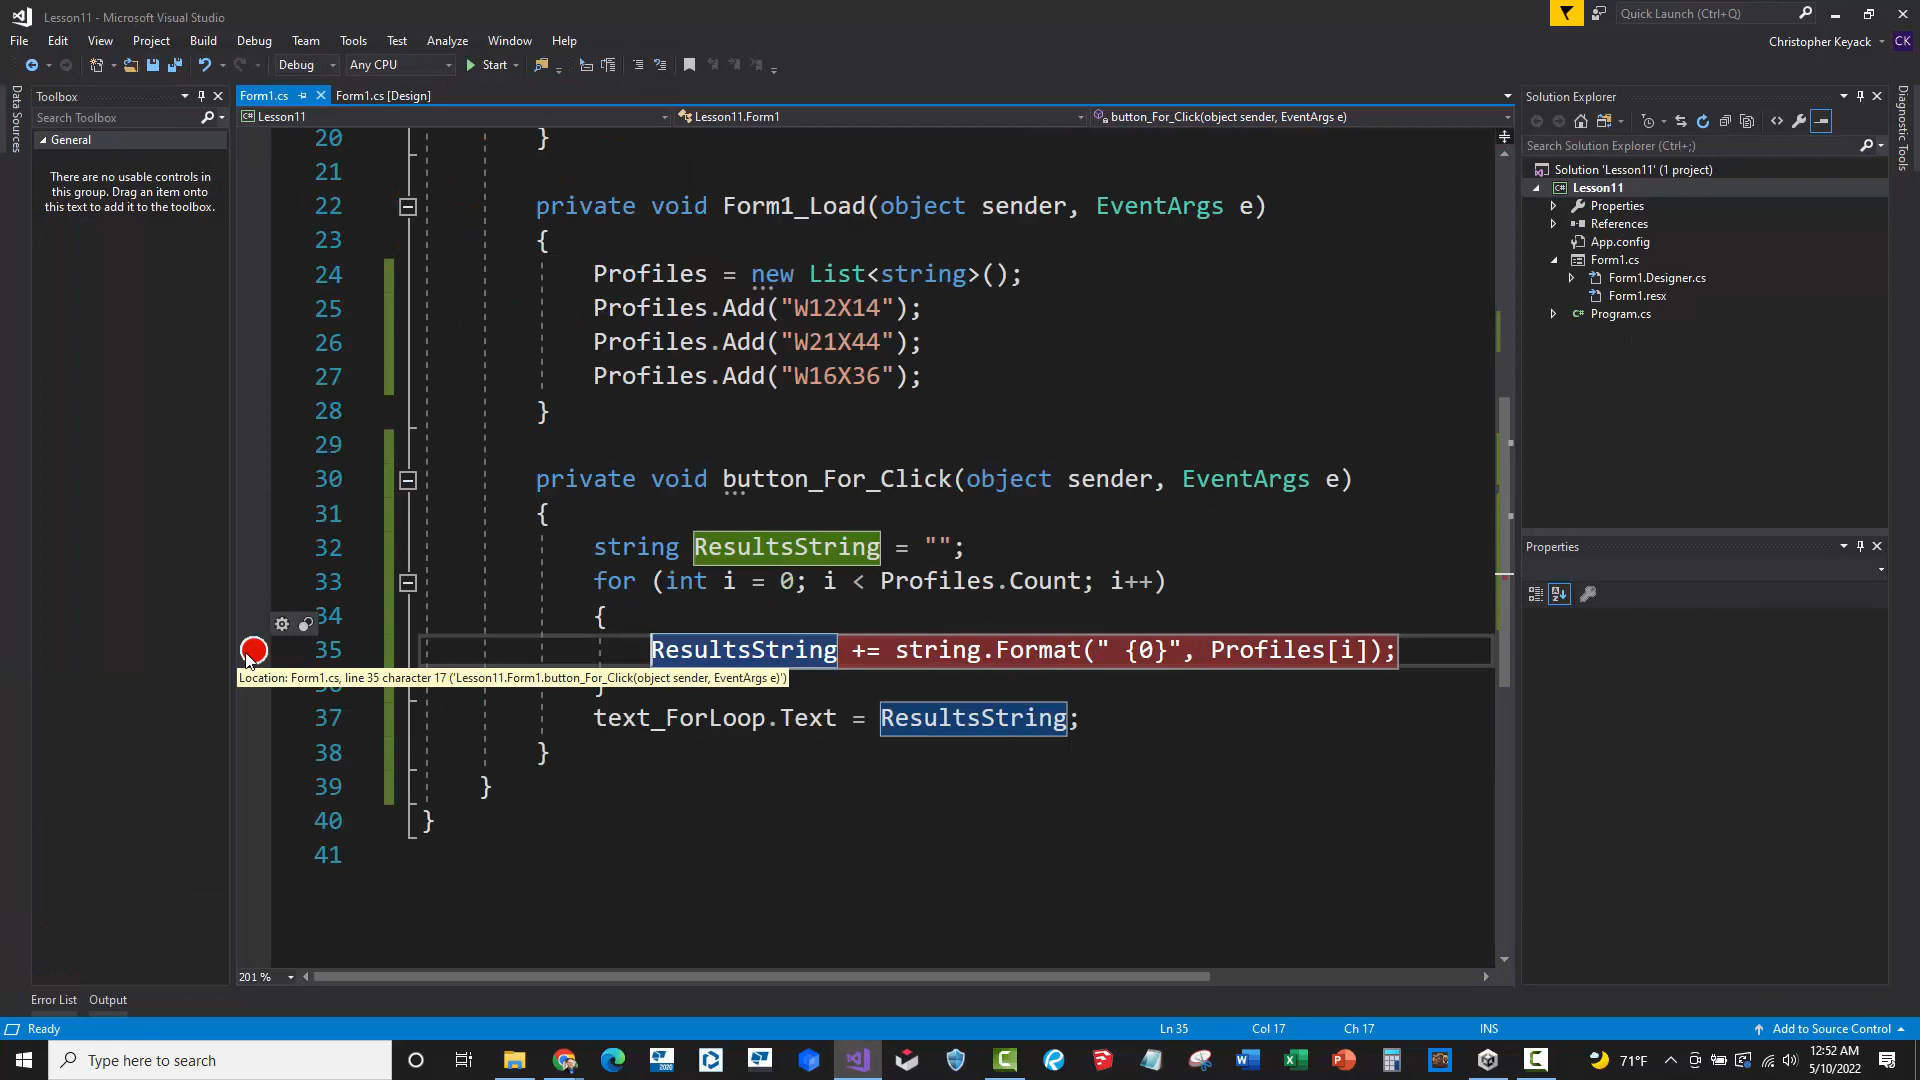 Lesson11 - Microsoft Visual Studio
Quick Launch (Ctrl+Q)
File Edit View Project Build Debug Team Tools Test Analyze Window Help
Christopher Keyack CK
Debug Any CPU Start
Data Sources
Toolbox
Search Toolbox
General
There are no usable controls in
this group. Drag an item onto
this text to add it to the toolbox.
Form1.cs Form1.cs [Design]
Lesson11 Lesson11.Form1 button_For_Click(object sender, EventArgs e)
20 }
21
22 private void Form1_Load(object sender, EventArgs e)
23 {
24 Profiles = new List<string>();
25 Profiles.Add("W12X14");
26 Profiles.Add("W21X44");
27 Profiles.Add("W16X36");
28 }
29
30 private void button_For_Click(object sender, EventArgs e)
31 {
32 string ResultsString = "";
33 for (int i = 0; i < Profiles.Count; i++)
34 {
35 ResultsString += string.Format(" {0}", Profiles[i]);
Location: Form1.cs, line 35 character 17 ('Lesson11.Form1.button_For_Click(object sender, EventArgs e)')
37 text_ForLoop.Text = ResultsString;
38 }
39 }
40 }
41
201 %
Solution Explorer
Search Solution Explorer (Ctrl+;)
Solution 'Lesson11' (1 project)
Lesson11
Properties
References
App.config
Form1.cs
Form1.Designer.cs
Form1.resx
Program.cs
Properties
Diagnostic Tools
Error List Output
Ready Ln 35 Col 17 Ch 17 INS Add to Source Control
Type here to search
2020
71°F
12:52 AM
5/10/2022